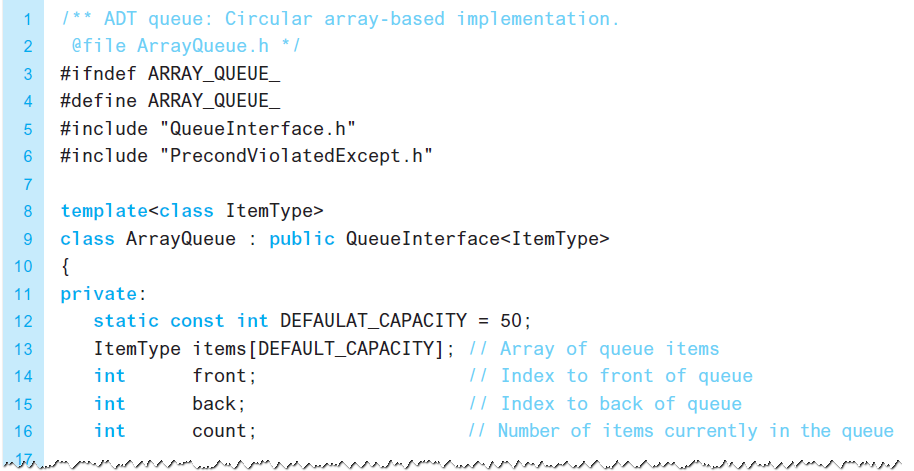 1 /** ADT queue: Circular array-based implementation.
2 @file ArrayQueue.h */
3 #ifndef ARRAY_QUEUE_
4 #define ARRAY_QUEUE_
5 #include "QueueInterface.h"
6 #include "PrecondViolatedExcept.h"
7
8 template<class ItemType>
9 class ArrayQueue : public QueueInterface<ItemType>
10 {
11 private:
12 static const int DEFAULAT_CAPACITY = 50;
13 ItemType items[DEFAULT_CAPACITY]; // Array of queue items
14 int front; // Index to front of queue
15 int back; // Index to back of queue
16 int count; // Number of items currently in the queue
17